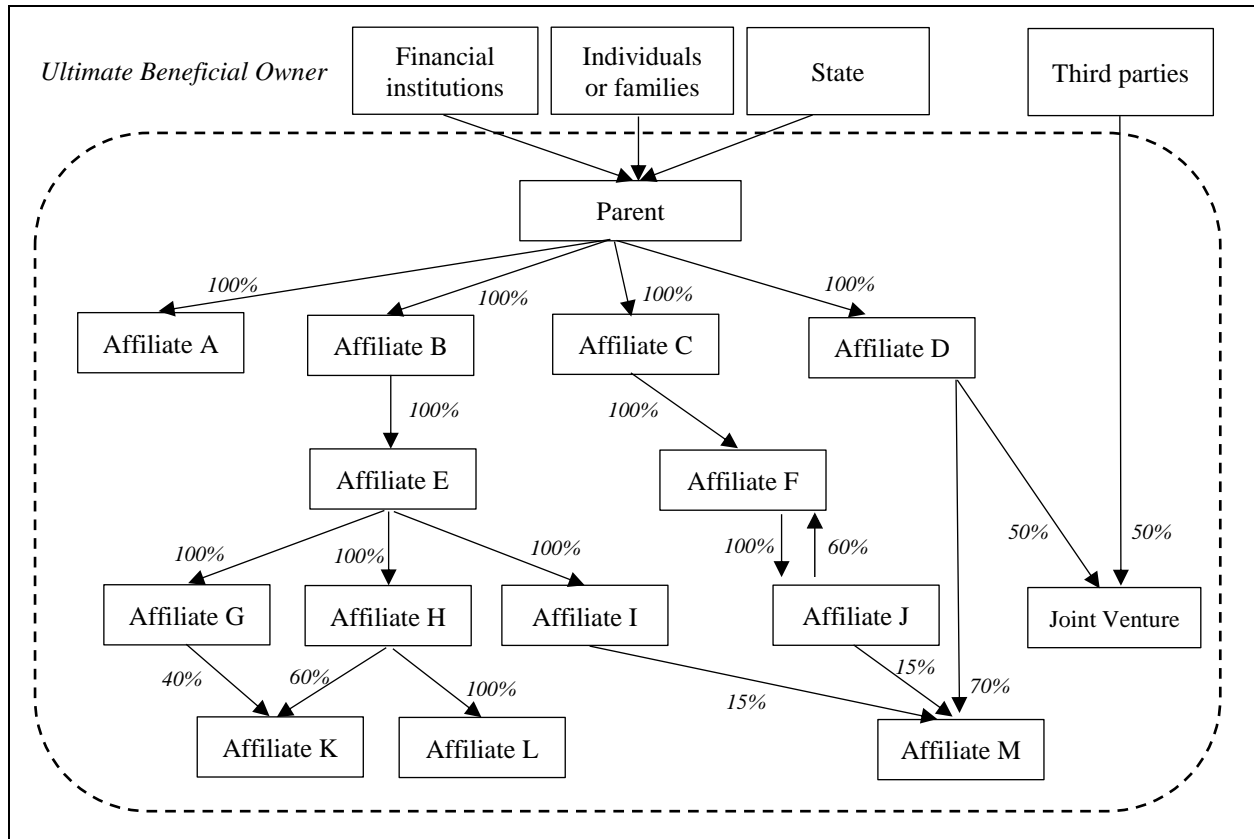 Ultimate Beneficial Owner
Financial
institutions
Individuals
or families
State
Third parties
Parent
100%
100%
100%
100%
Affiliate A
Affiliate B
Affiliate C
Affiliate D
100%
100%
Affiliate E
Affiliate F
100%
100%
100%
100%
60%
50%
50%
Affiliate G
Affiliate H
Affiliate I
Affiliate J
Joint Venture
40%
60%
100%
15%
15%
70%
Affiliate K
Affiliate L
Affiliate M